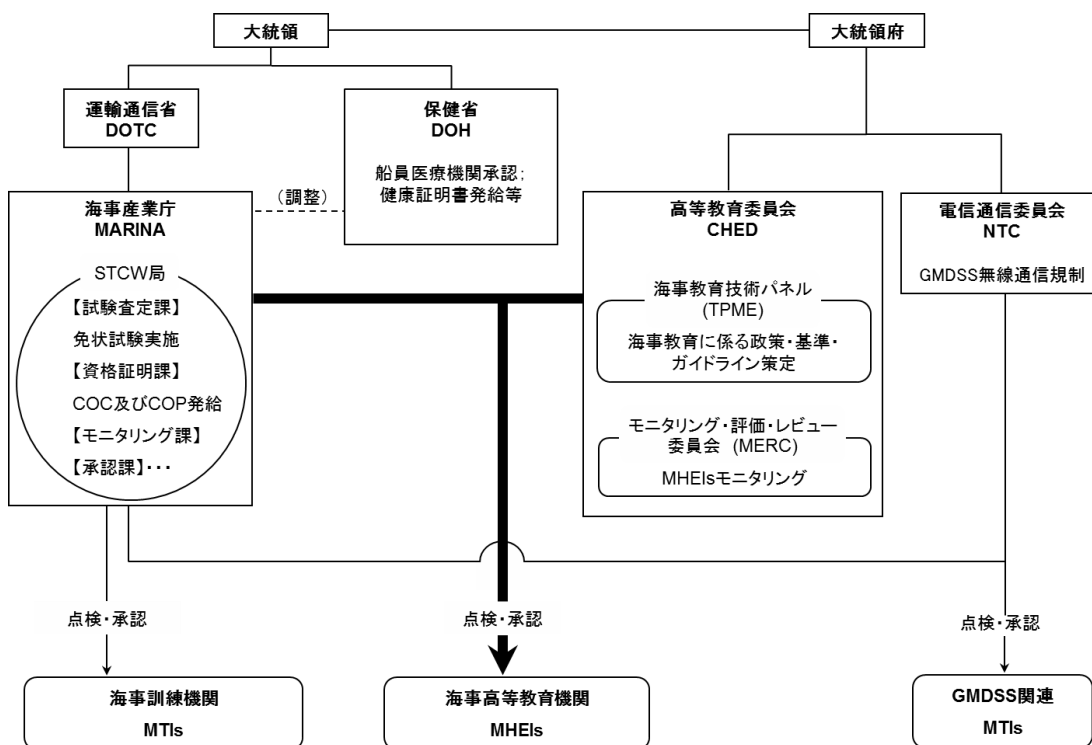 大統領
大統領府
運輸通信省
DOTC
保健省
DOH
船員医療機関承認;
健康証明書発給等
(調整)
海事産業庁
MARINA
STCW局
【試験査定課】
免状試験実施
【資格証明課】
COC及びCOP発給
【モニタリング課】
【承認課】・・・
高等教育委員会
CHED
海事教育技術パネル
(TPME)
海事教育に係る政策・基準・
ガイドライン策定
モニタリング・評価・レビュー
委員会 (MERC)
MHEIsモニタリング
電信通信委員会
NTC
GMDSS無線通信規制
点検・承認
点検・承認
点検・承認
海事訓練機関
MTIs
海事高等教育機関
MHEIs
GMDSS関連
MTIs